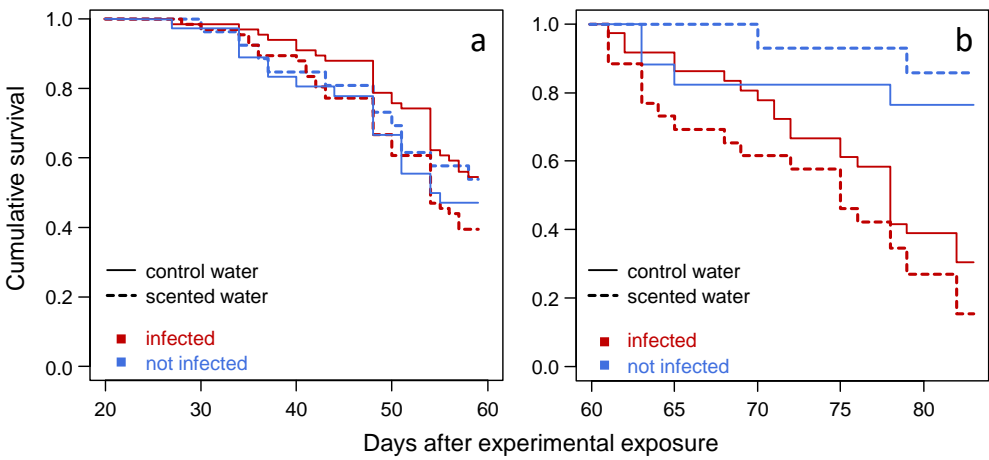 Cumulative survival
a
1.0
0.8
0.6
0.4
0.2
0.0
control water
scented water
infected
not infected
20 30 40 50 60
b
1.0
0.8
0.6
0.4
0.2
0.0
control water
scented water
infected
not infected
60 65 70 75 80
Days after experimental exposure